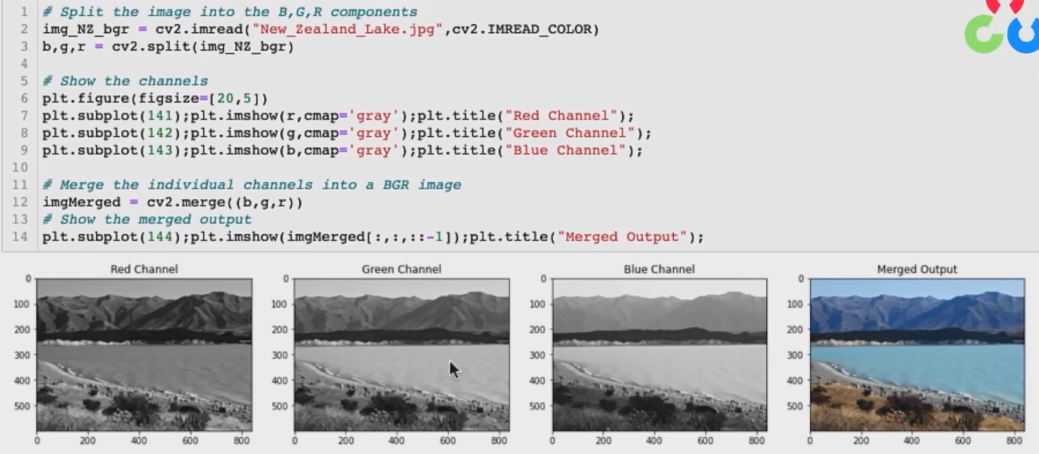 1 # Split the image into the B,G,R components
2 img_NZ_bgr = cv2.imread("New_Zealand_Lake.jpg",cv2.IMREAD_COLOR)
3 b,g,r = cv2.split(img_NZ_bgr)
4
5 # Show the channels
6 plt.figure(figsize=[20,5])
7 plt.subplot(141);plt.imshow(r,cmap='gray');plt.title("Red Channel");
8 plt.subplot(142);plt.imshow(g,cmap='gray');plt.title("Green Channel");
9 plt.subplot(143);plt.imshow(b,cmap='gray');plt.title("Blue Channel");
10
11 # Merge the individual channels into a BGR image
12 imgMerged = cv2.merge((b,g,r))
13 # Show the merged output
14 plt.subplot(144);plt.imshow(imgMerged[:,:,::-1]);plt.title("Merged Output");
Red Channel
0
100
200
300
400
500
0 200 400 600 800
Green Channel
0
100
200
300
400
500
0 200 400 600 800
Blue Channel
0
100
200
300
400
500
0 200 400 600 800
Merged Output
0
100
200
300
400
500
0 200 400 600 800